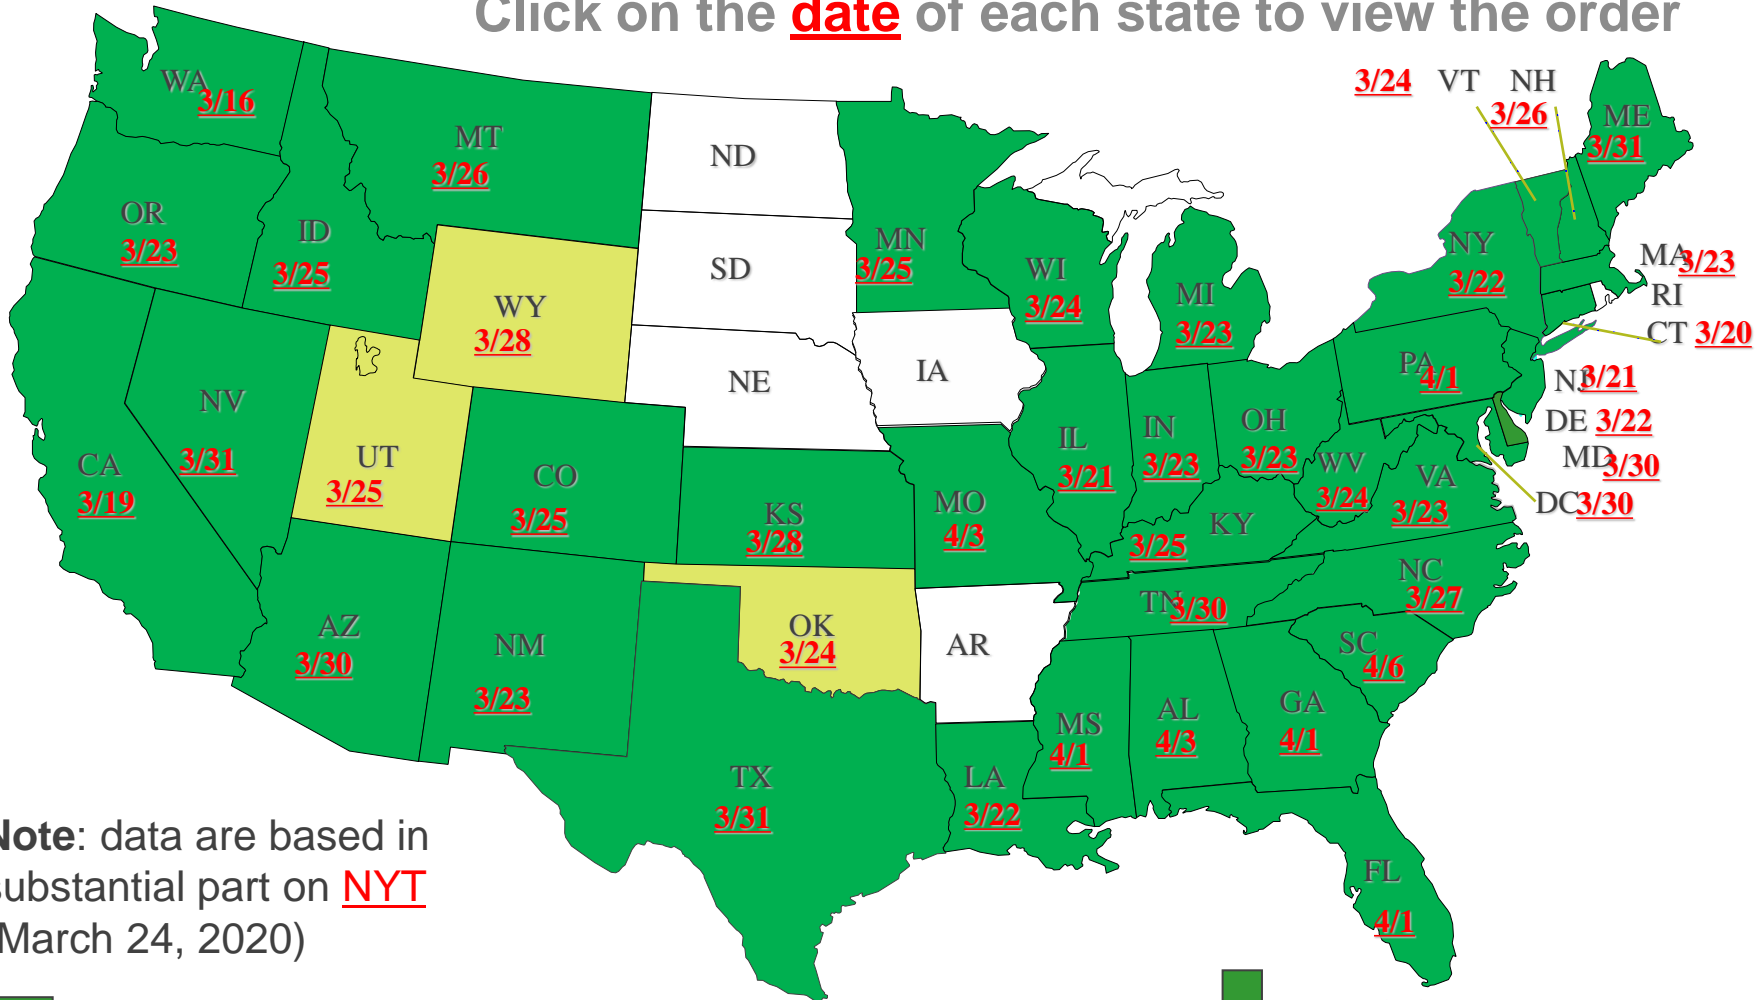 Click on the date of each state to view the order
WA
3/16
MT
3/26
ND
3/24 VT NH
3/26
ME
3/31
OR
3/23
ID
3/25
SD
MN
3/25
WI
3/24
MI
3/23
NY
3/22
MA 3/23
RI
CT 3/20
WY
3/28
NE
IA
PA
4/1
NJ 3/21
DE 3/22
MD 3/30
DC 3/30
NV
3/31
UT
3/25
CA
3/19
CO
3/25
KS
3/28
MO
4/3
IL
3/21
IN
3/23
OH
3/23
WV
3/24
VA
3/23
KY
3/25
NC
3/27
TN 3/30
AZ
3/30
NM
3/23
OK
3/24
AR
SC
4/6
MS
4/1
AL
4/3
GA
4/1
TX
3/31
LA
3/22
FL
4/1
Note: data are based in
substantial part on NYT
March 24, 2020)